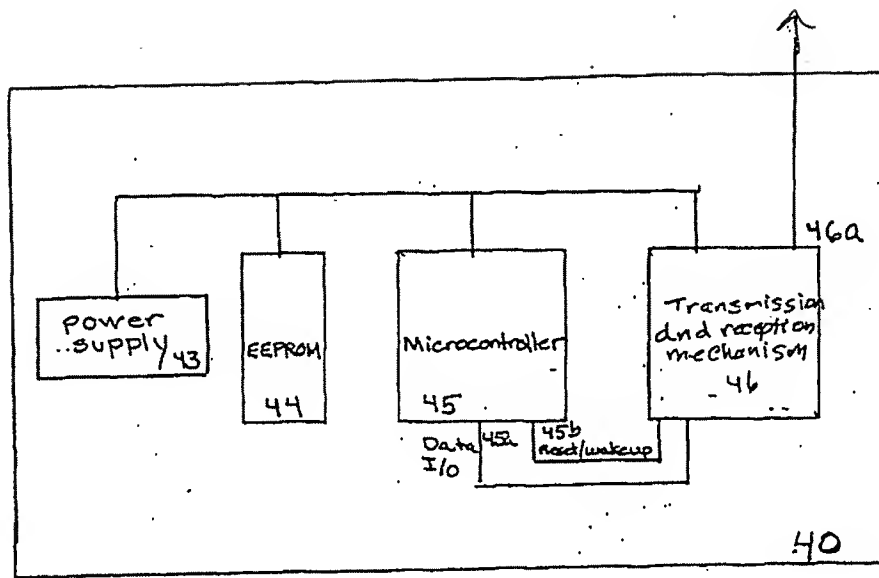 46a
power
supply 43
EEPROM
44
Microcontroller
45
Transmission
and reception
mechanism
46
Data
I/O
45a
45b
Reset/wakeup
40